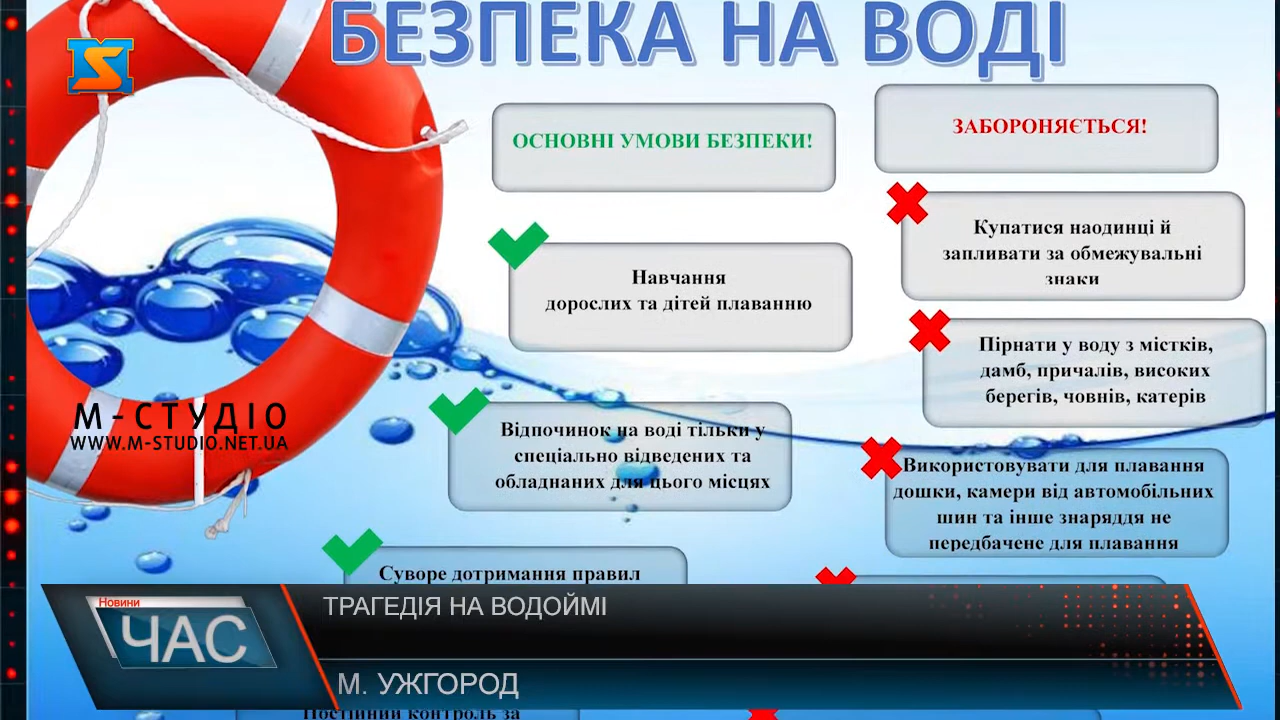 БЕЗПЕКА НА ВОДІ
ОСНОВНІ УМОВИ БЕЗПЕКИ!
Навчання
дорослих та дітей плаванню
Відпочинок на воді тільки у
спеціально відведених та
обладнаних для цього місцях
Суворе дотримання правил
Постійний контроль за
ЗАБОРОНЯЄТЬСЯ!
Купатися наодинці й
запливати за обмежувальні
знаки
Пірнати у воду з містків,
дамб, причалів, високих
берегів, човнів, катерів
Використовувати для плавання
дошки, камери від автомобільних
шин та інше знаряддя не
передбачене для плавання
М-СТУДІО
WWW.M-STUDIO.NET.UA
Новини
ЧАС
ТРАГЕДІЯ НА ВОДОЙМІ
М. УЖГОРОД